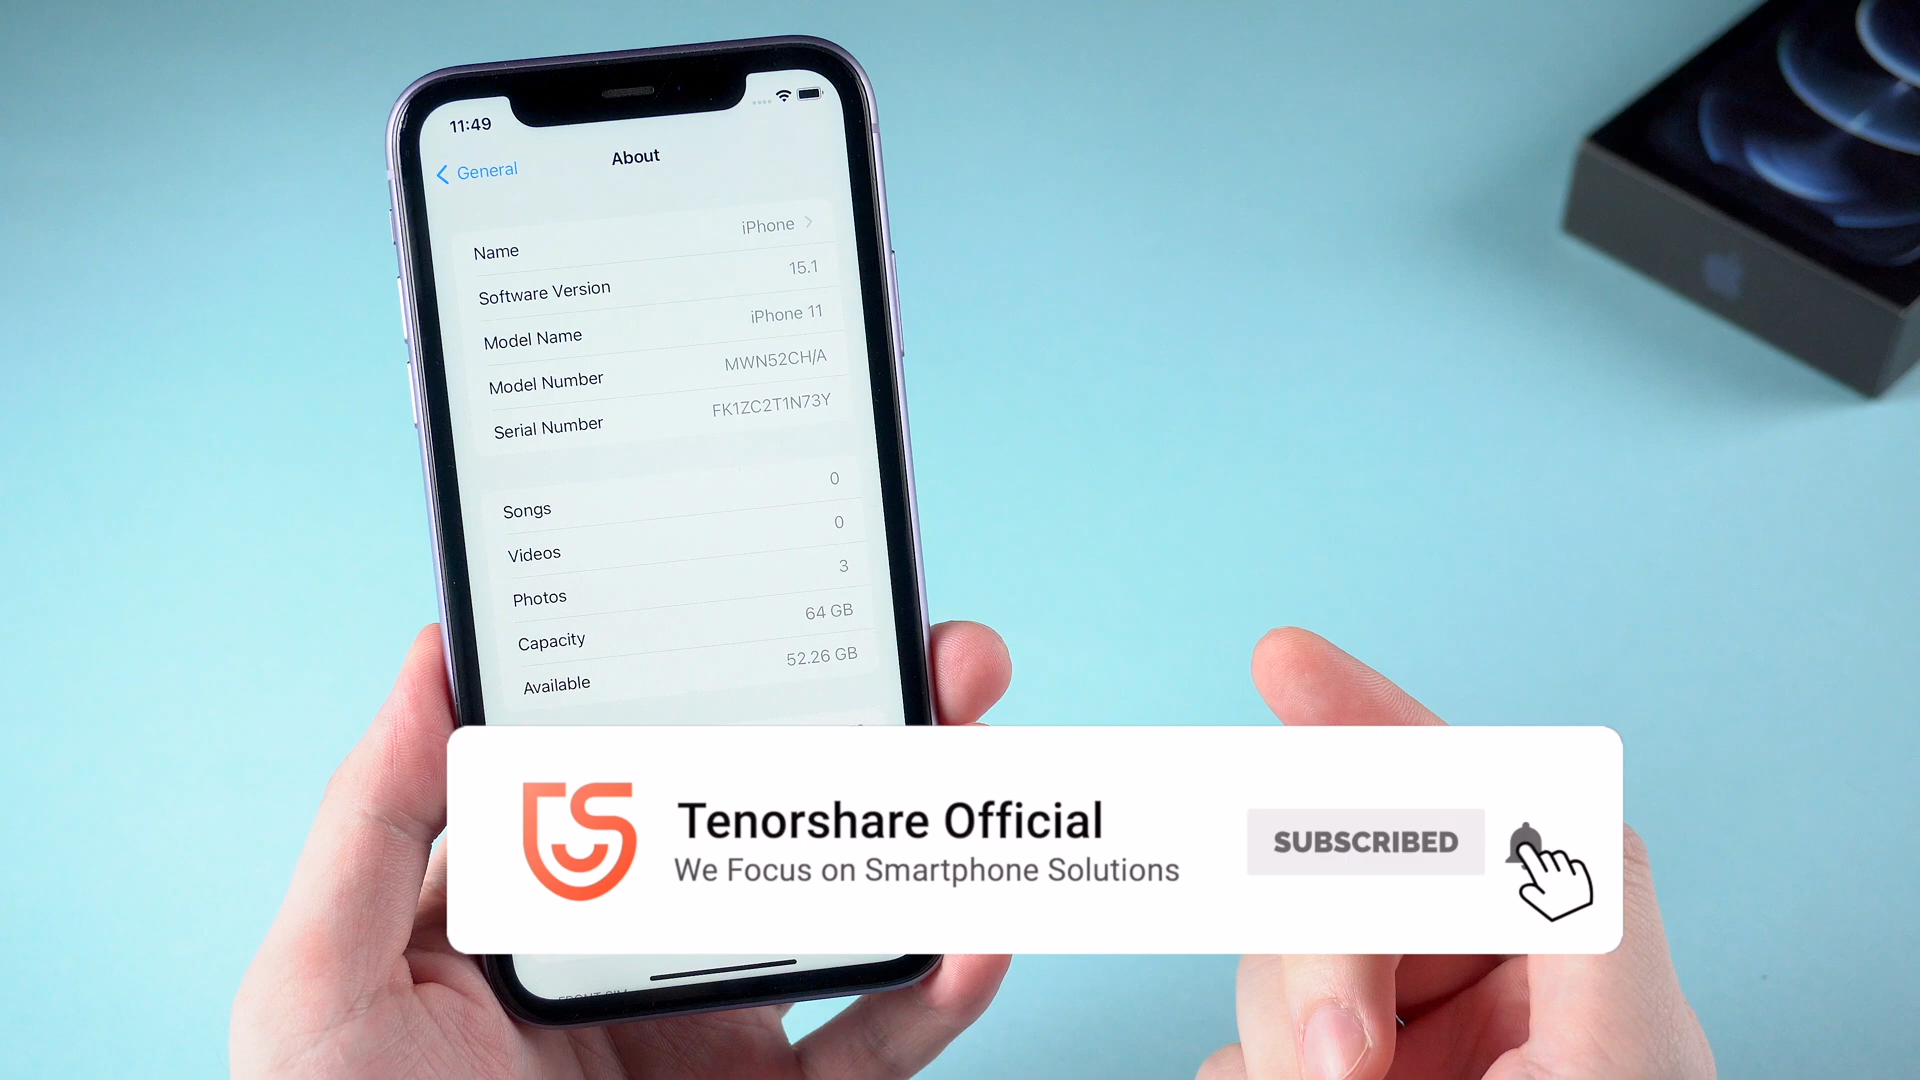 11:49
General
About
Name iPhone
Software Version 15.1
Model Name iPhone 11
Model Number MWN52CH/A
Serial Number FK1ZC2T1N73Y
Songs 0
Videos 0
Photos 3
Capacity 64 GB
Available 52.26 GB
Tenorshare Official
We Focus on Smartphone Solutions
SUBSCRIBED